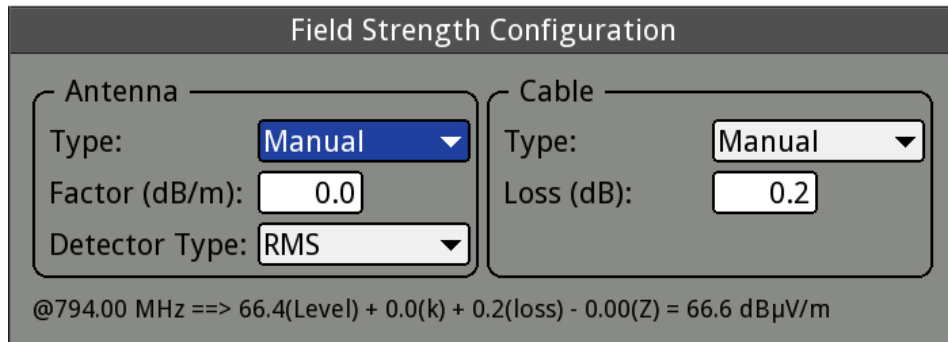 Field Strength Configuration
Antenna
Type: Manual
Factor (dB/m): 0.0
Detector Type: RMS
Cable
Type: Manual
Loss (dB): 0.2
@794.00 MHz ==> 66.4(Level) + 0.0(k) + 0.2(loss) - 0.00(Z) = 66.6 dBµV/m